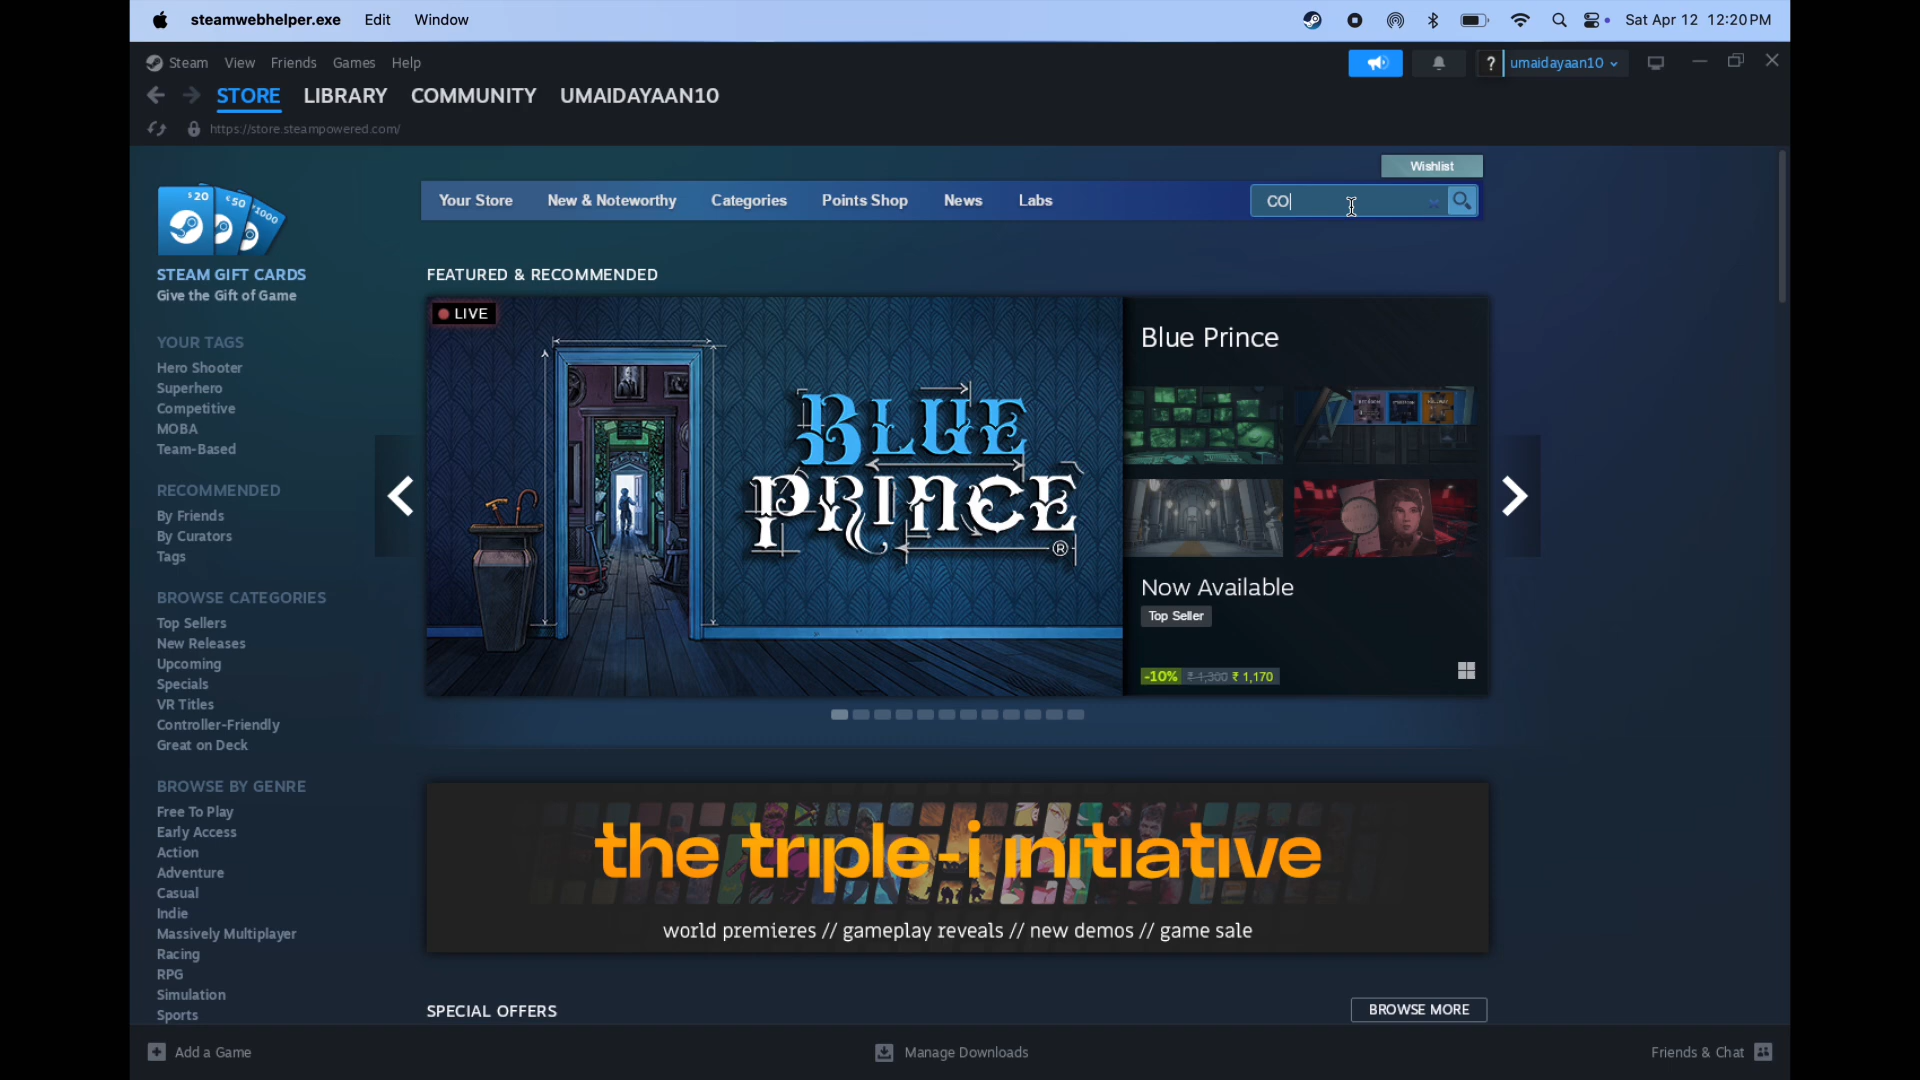 steamwebhelper.exe Edit Window
Sat Apr 12 12:20 PM
Steam View Friends Games Help
? umaidayaan10
STORE LIBRARY COMMUNITY UMAIDAYAAN10
https://store.steampowered.com/
Wishlist
Your Store New & Noteworthy Categories Points Shop News Labs
CO
$20 €50 ¥1000
STEAM GIFT CARDS
Give the Gift of Game
YOUR TAGS
Hero Shooter
Superhero
Competitive
MOBA
Team-Based
RECOMMENDED
By Friends
By Curators
Tags
BROWSE CATEGORIES
Top Sellers
New Releases
Upcoming
Specials
VR Titles
Controller-Friendly
Great on Deck
BROWSE BY GENRE
Free To Play
Early Access
Action
Adventure
Casual
Indie
Massively Multiplayer
Racing
RPG
Simulation
Sports
FEATURED & RECOMMENDED
LIVE
BLUE
PRINCE
®
Blue Prince
Now Available
Top Seller
-10% ₹ 1,300 ₹ 1,170
the triple-i initiative
world premieres // gameplay reveals // new demos // game sale
SPECIAL OFFERS
BROWSE MORE
Add a Game
Manage Downloads
Friends & Chat